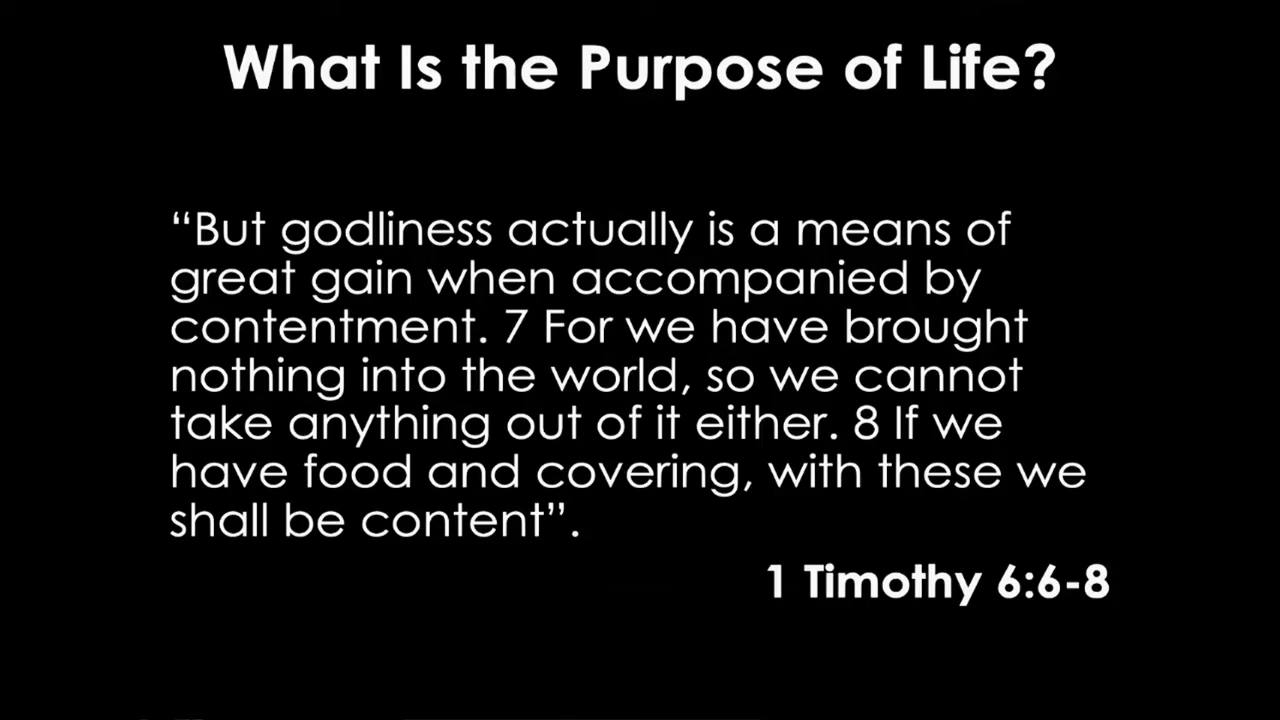 What Is the Purpose of Life?
“But godliness actually is a means of
great gain when accompanied by
contentment. 7 For we have brought
nothing into the world, so we cannot
take anything out of it either. 8 If we
have food and covering, with these we
shall be content”.
1 Timothy 6:6-8